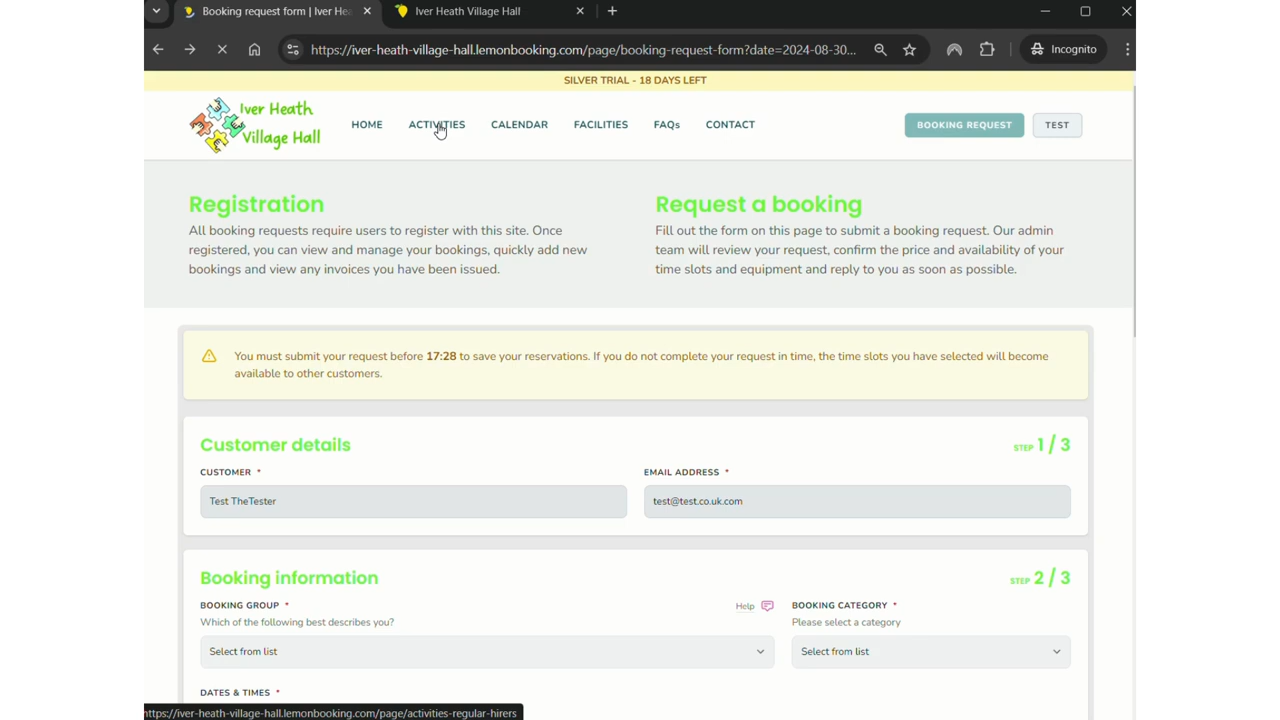 Booking request form | Iver Hea
Iver Heath Village Hall
https://iver-heath-village-hall.lemonbooking.com/page/booking-request-form?date=2024-08-30...
Incognito
SILVER TRIAL - 18 DAYS LEFT
Iver Heath
Village Hall
HOME
ACTIVITIES
CALENDAR
FACILITIES
FAQs
CONTACT
BOOKING REQUEST
TEST
Registration
All booking requests require users to register with this site. Once
registered, you can view and manage your bookings, quickly add new
bookings and view any invoices you have been issued.
Request a booking
Fill out the form on this page to submit a booking request. Our admin
team will review your request, confirm the price and availability of your
time slots and equipment and reply to you as soon as possible.
You must submit your request before 17:28 to save your reservations. If you do not complete your request in time, the time slots you have selected will become
available to other customers.
Customer details
STEP 1 / 3
CUSTOMER *
EMAIL ADDRESS *
Test TheTester
test@test.co.uk.com
Booking information
STEP 2 / 3
BOOKING GROUP *
Help
BOOKING CATEGORY *
Which of the following best describes you?
Please select a category
Select from list
Select from list
DATES & TIMES *
https://iver-heath-village-hall.lemonbooking.com/page/activities-regular-hirers